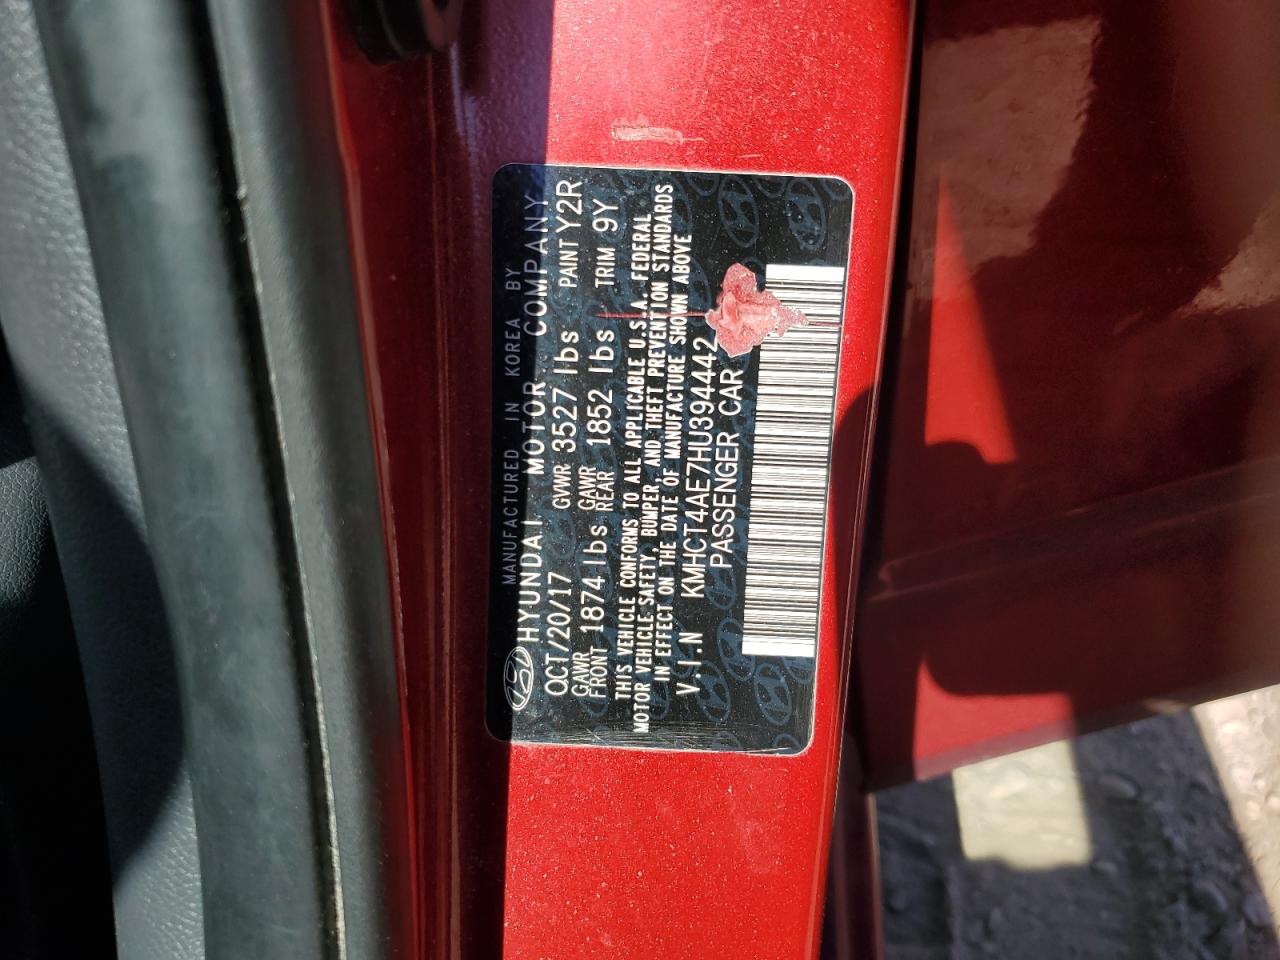 MANUFACTURED IN KOREA BY
HYUNDAI MOTOR COMPANY
OCT/20/17 GVWR 3527 lbs PAINT Y2R
GAWR FRONT 1874 lbs GAWR REAR 1852 lbs TRIM 9Y
THIS VEHICLE CONFORMS TO ALL APPLICABLE U.S.A. FEDERAL
MOTOR VEHICLE SAFETY, BUMPER, AND THEFT PREVENTION STANDARDS
IN EFFECT ON THE DATE OF MANUFACTURE SHOWN ABOVE
V.I.N KMHCT4AE7HU394442
PASSENGER CAR